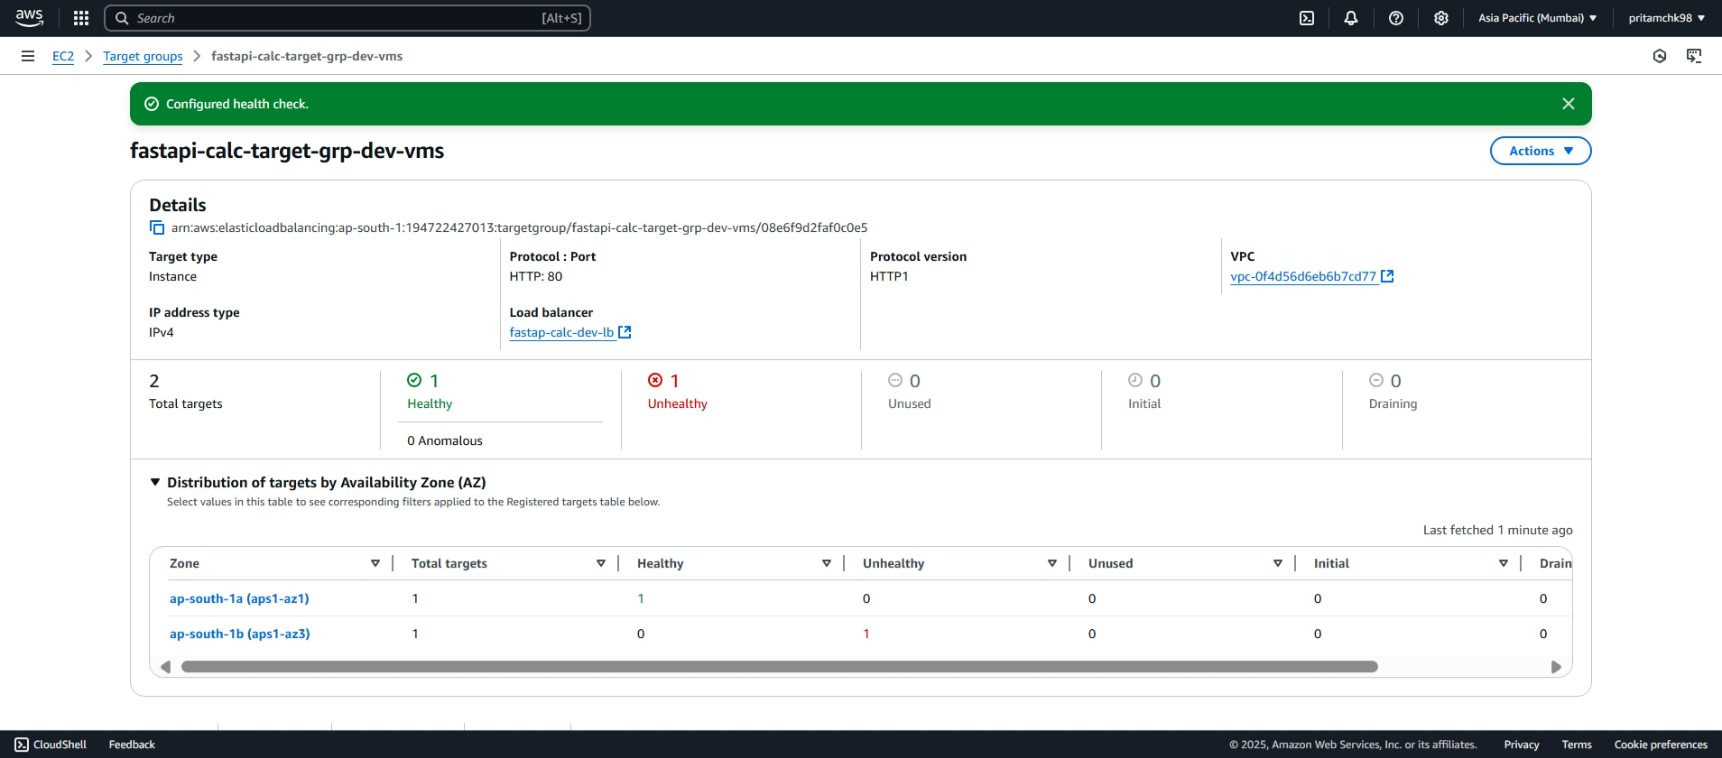 aws
Search [Alt+S]
Asia Pacific (Mumbai) ▼
pritamchk98 ▼
EC2 > Target groups > fastapi-calc-target-grp-dev-vms
Configured health check.
fastapi-calc-target-grp-dev-vms
Actions ▼
Details
arn:aws:elasticloadbalancing:ap-south-1:194722427013:targetgroup/fastapi-calc-target-grp-dev-vms/08e6f9d2faf0c0e5
Target type Protocol : Port Protocol version VPC
Instance HTTP: 80 HTTP1 vpc-0f4d56d6eb6b7cd77
IP address type Load balancer
IPv4 fastap-calc-dev-lb
2 1 1 0 0 0
Total targets Healthy Unhealthy Unused Initial Draining
0 Anomalous
Distribution of targets by Availability Zone (AZ)
Select values in this table to see corresponding filters applied to the Registered targets table below.
Last fetched 1 minute ago
Zone Total targets Healthy Unhealthy Unused Initial Drain
ap-south-1a (aps1-az1) 1 1 0 0 0 0
ap-south-1b (aps1-az3) 1 0 1 0 0 0
CloudShell Feedback © 2025, Amazon Web Services, Inc. or its affiliates. Privacy Terms Cookie preferences